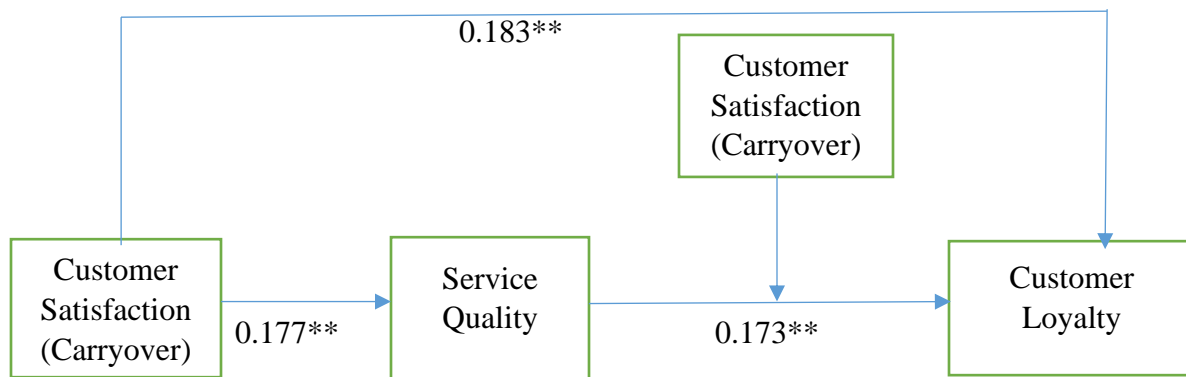 0.183**
Customer
Satisfaction
(Carryover)
Customer
Satisfaction
(Carryover)
0.177**
Service
Quality
0.173**
Customer
Loyalty